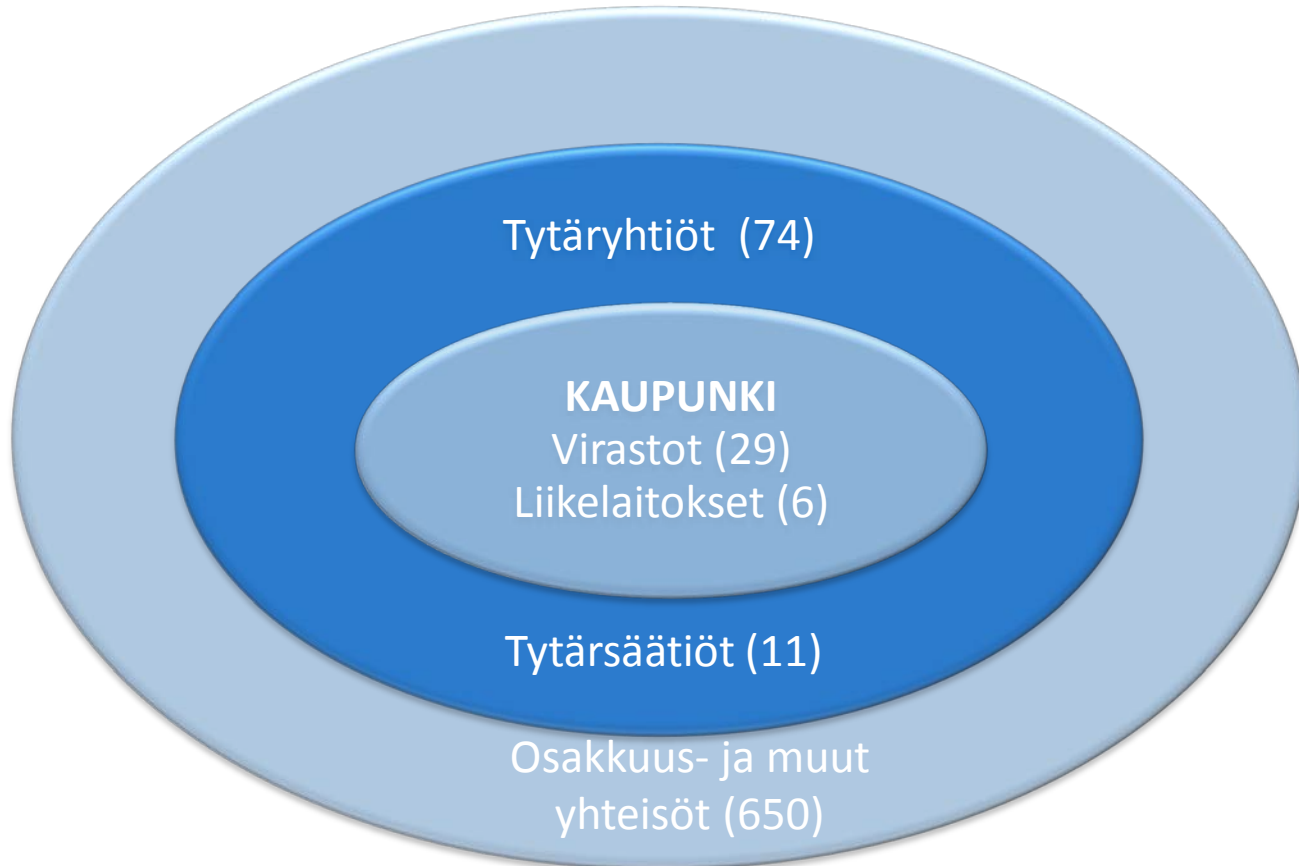 Tytäryhtiöt (74)
KAUPUNKI
Virastot (29)
Liikelaitokset (6)
Tytärsäätiöt (11)
Osakkuus- ja muut
yhteisöt (650)